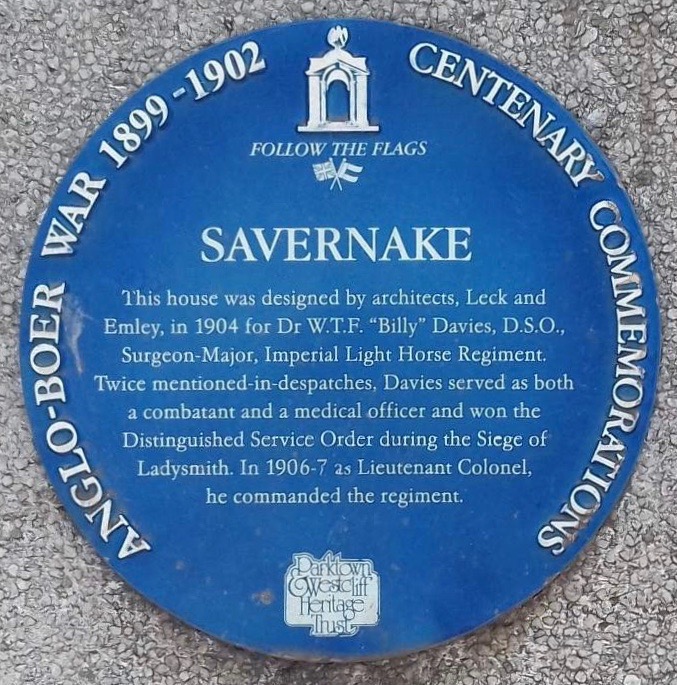 ANGLO-BOER WAR 1899-1902
CENTENARY COMMEMORATIONS
FOLLOW THE FLAGS
SAVERNAKE
This house was designed by architects, Leck and
Emley, in 1904 for Dr W.T.F. “Billy” Davies, D.S.O.,
Surgeon-Major, Imperial Light Horse Regiment.
Twice mentioned-in-despatches, Davies served as both
a combatant and a medical officer and won the
Distinguished Service Order during the Siege of
Ladysmith. In 1906-7 as Lieutenant Colonel,
he commanded the regiment.
Parktown
& Westcliff
Heritage
Trust